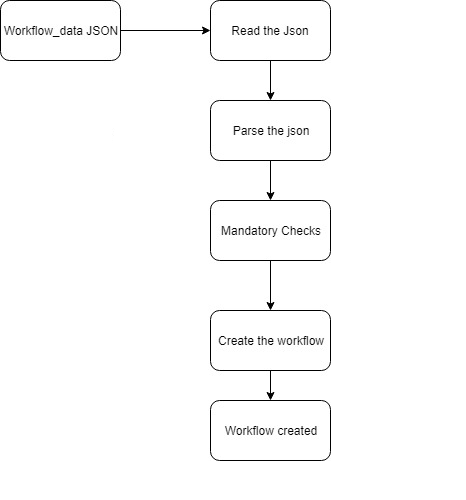 Workflow_data JSON
Read the Json
Parse the json
Mandatory Checks
Create the workflow
Workflow created